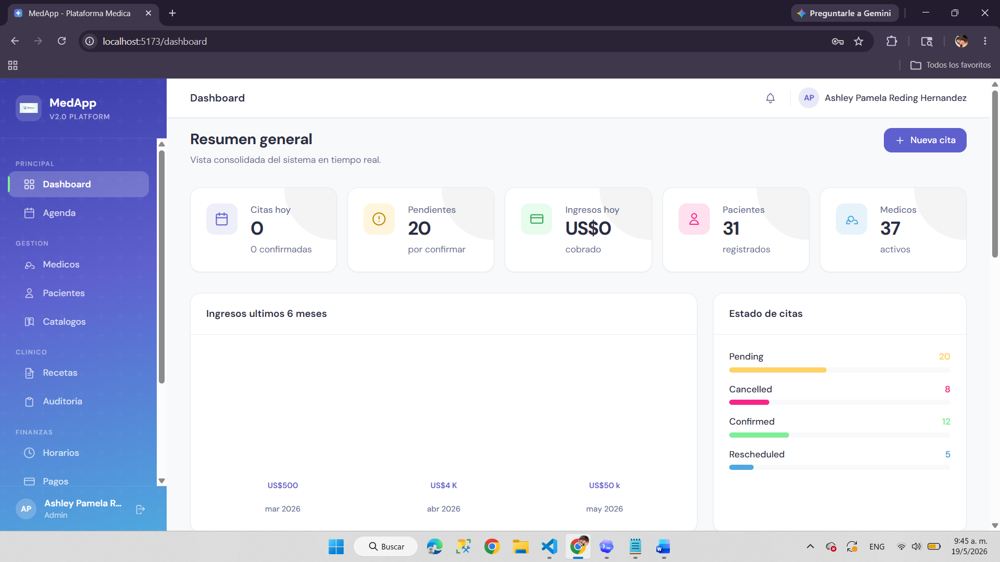 MedApp - Plataforma Medica
Preguntarle a Gemini
localhost:5173/dashboard
Todos los favoritos
MedApp
V2.0 PLATFORM
PRINCIPAL
Dashboard
Agenda
GESTION
Medicos
Pacientes
Catalogos
CLINICO
Recetas
Auditoria
FINANZAS
Horarios
Pagos
AP
Ashley Pamela R...
Admin
Dashboard
AP
Ashley Pamela Reding Hernandez
Resumen general
Vista consolidada del sistema en tiempo real.
+ Nueva cita
Citas hoy
0
0 confirmadas
Pendientes
20
por confirmar
Ingresos hoy
US$0
cobrado
Pacientes
31
registrados
Medicos
37
activos
Ingresos ultimos 6 meses
US$500
US$4 K
US$50 k
mar 2026
abr 2026
may 2026
Estado de citas
Pending 20
Cancelled 8
Confirmed 12
Rescheduled 5
Buscar
ENG
9:45 a. m.
19/5/2026